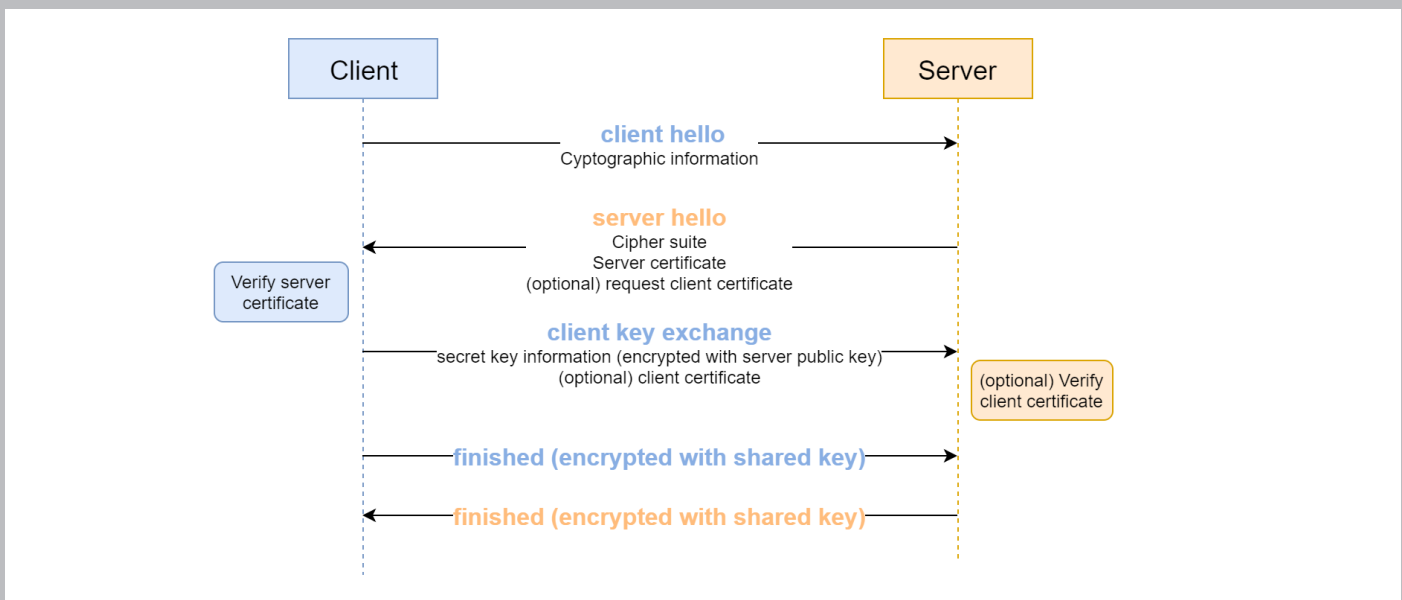 Client
Server
client hello
Cyptographic information
server hello
Cipher suite
Server certificate
(optional) request client certificate
Verify server
certificate
client key exchange
secret key information (encrypted with server public key)
(optional) client certificate
(optional) Verify
client certificate
finished (encrypted with shared key)
finished (encrypted with shared key)